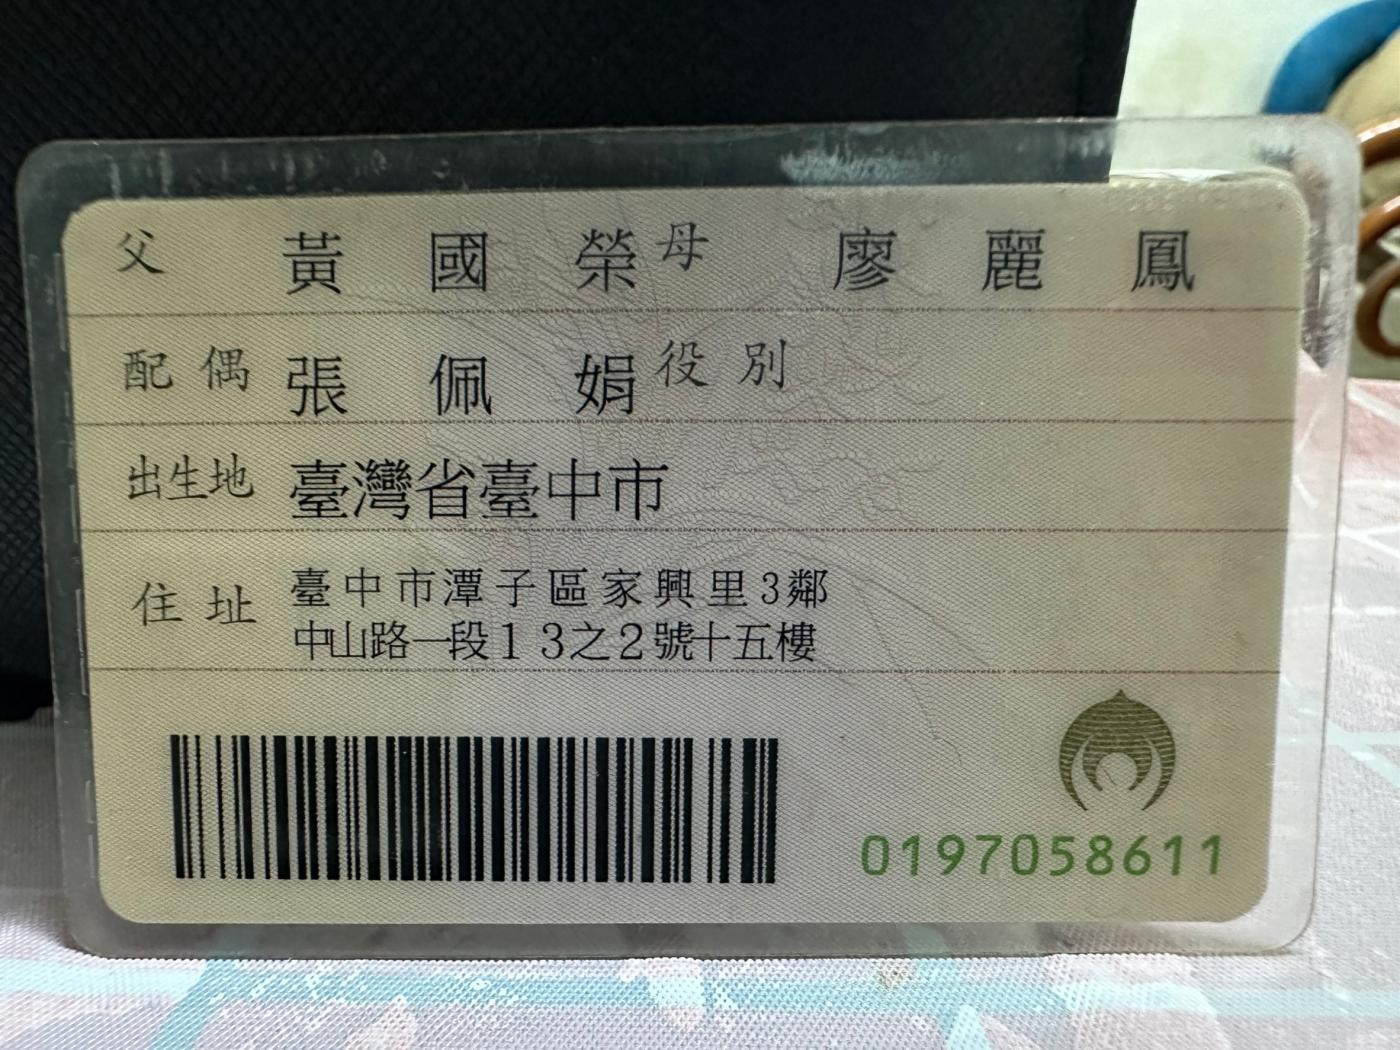 父 黃國榮 母 廖麗鳳
配偶 張佩娟 役別
出生地 臺灣省臺中市
住址 臺中市潭子區家興里3鄰
中山路一段13之2號十五樓
0197058611